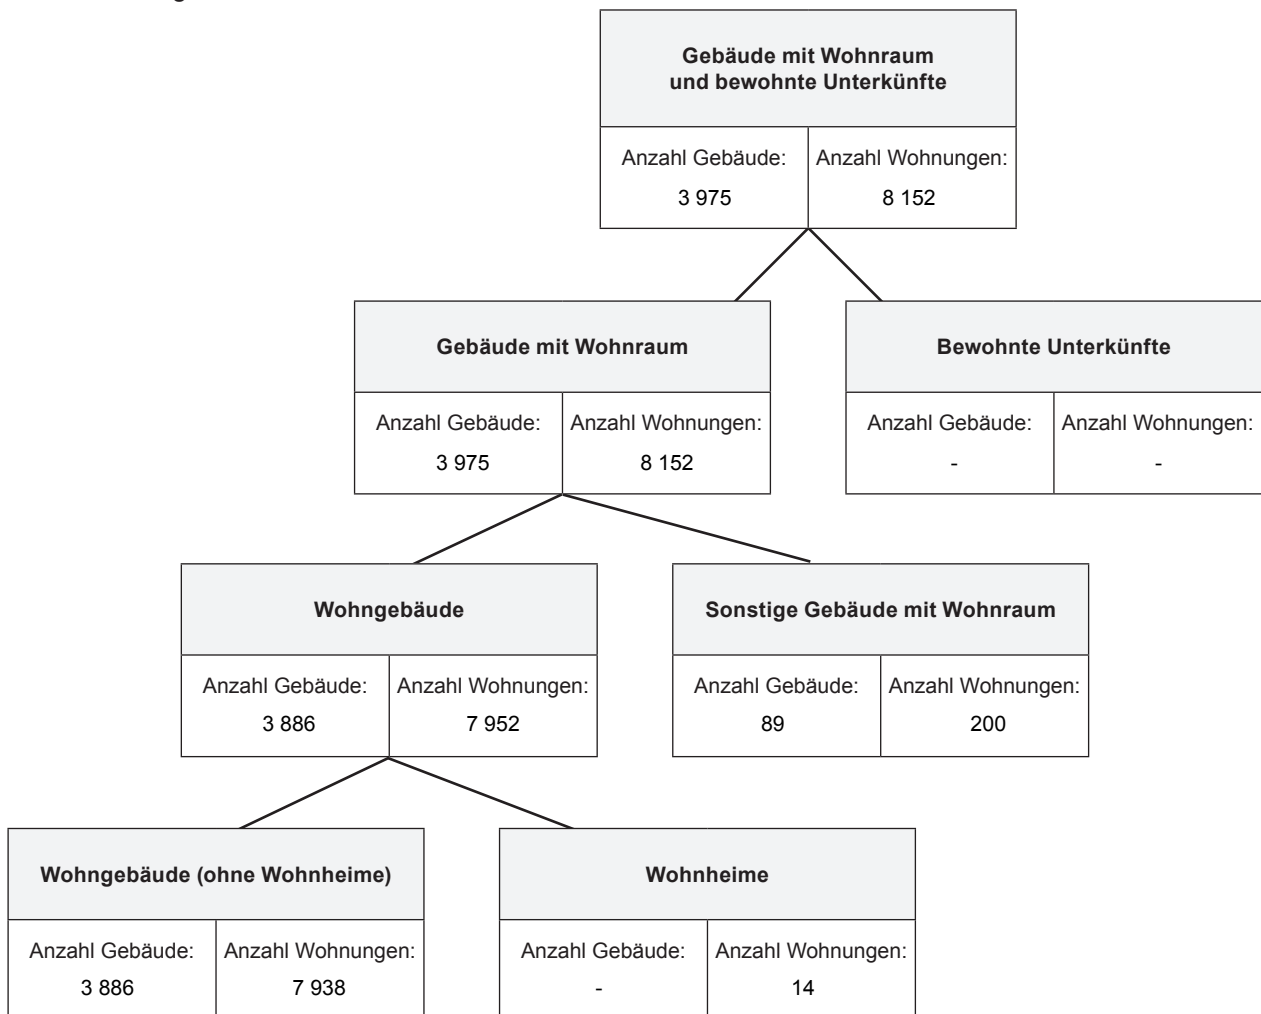 Gebäude mit Wohnraum
und bewohnte Unterkünfte
Anzahl Gebäude: Anzahl Wohnungen:
3 975 8 152
Gebäude mit Wohnraum Bewohnte Unterkünfte
Anzahl Gebäude: Anzahl Wohnungen: Anzahl Gebäude: Anzahl Wohnungen:
3 975 8 152 - -
Wohngebäude Sonstige Gebäude mit Wohnraum
Anzahl Gebäude: Anzahl Wohnungen: Anzahl Gebäude: Anzahl Wohnungen:
3 886 7 952 89 200
Wohngebäude (ohne Wohnheime) Wohnheime
Anzahl Gebäude: Anzahl Wohnungen: Anzahl Gebäude: Anzahl Wohnungen:
3 886 7 938 - 14